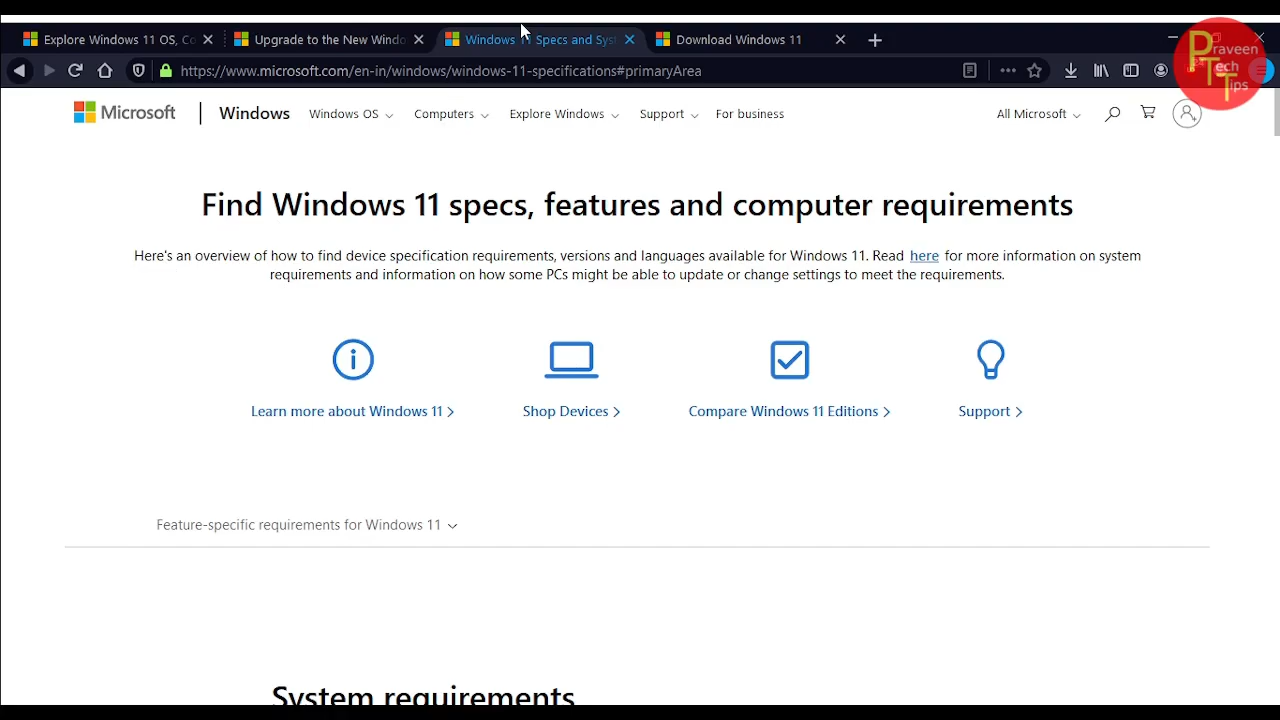 Explore Windows 11 OS, Co
Upgrade to the New Windo
Windows 11 Specs and Sys
Download Windows 11
https://www.microsoft.com/en-in/windows/windows-11-specifications#primaryArea
Praveen
Tech
Tips
Microsoft
Windows
Windows OS
Computers
Explore Windows
Support
For business
All Microsoft
Find Windows 11 specs, features and computer requirements
Here's an overview of how to find device specification requirements, versions and languages available for Windows 11. Read here for more information on system
requirements and information on how some PCs might be able to update or change settings to meet the requirements.
Learn more about Windows 11
Shop Devices
Compare Windows 11 Editions
Support
Feature-specific requirements for Windows 11
System requirements